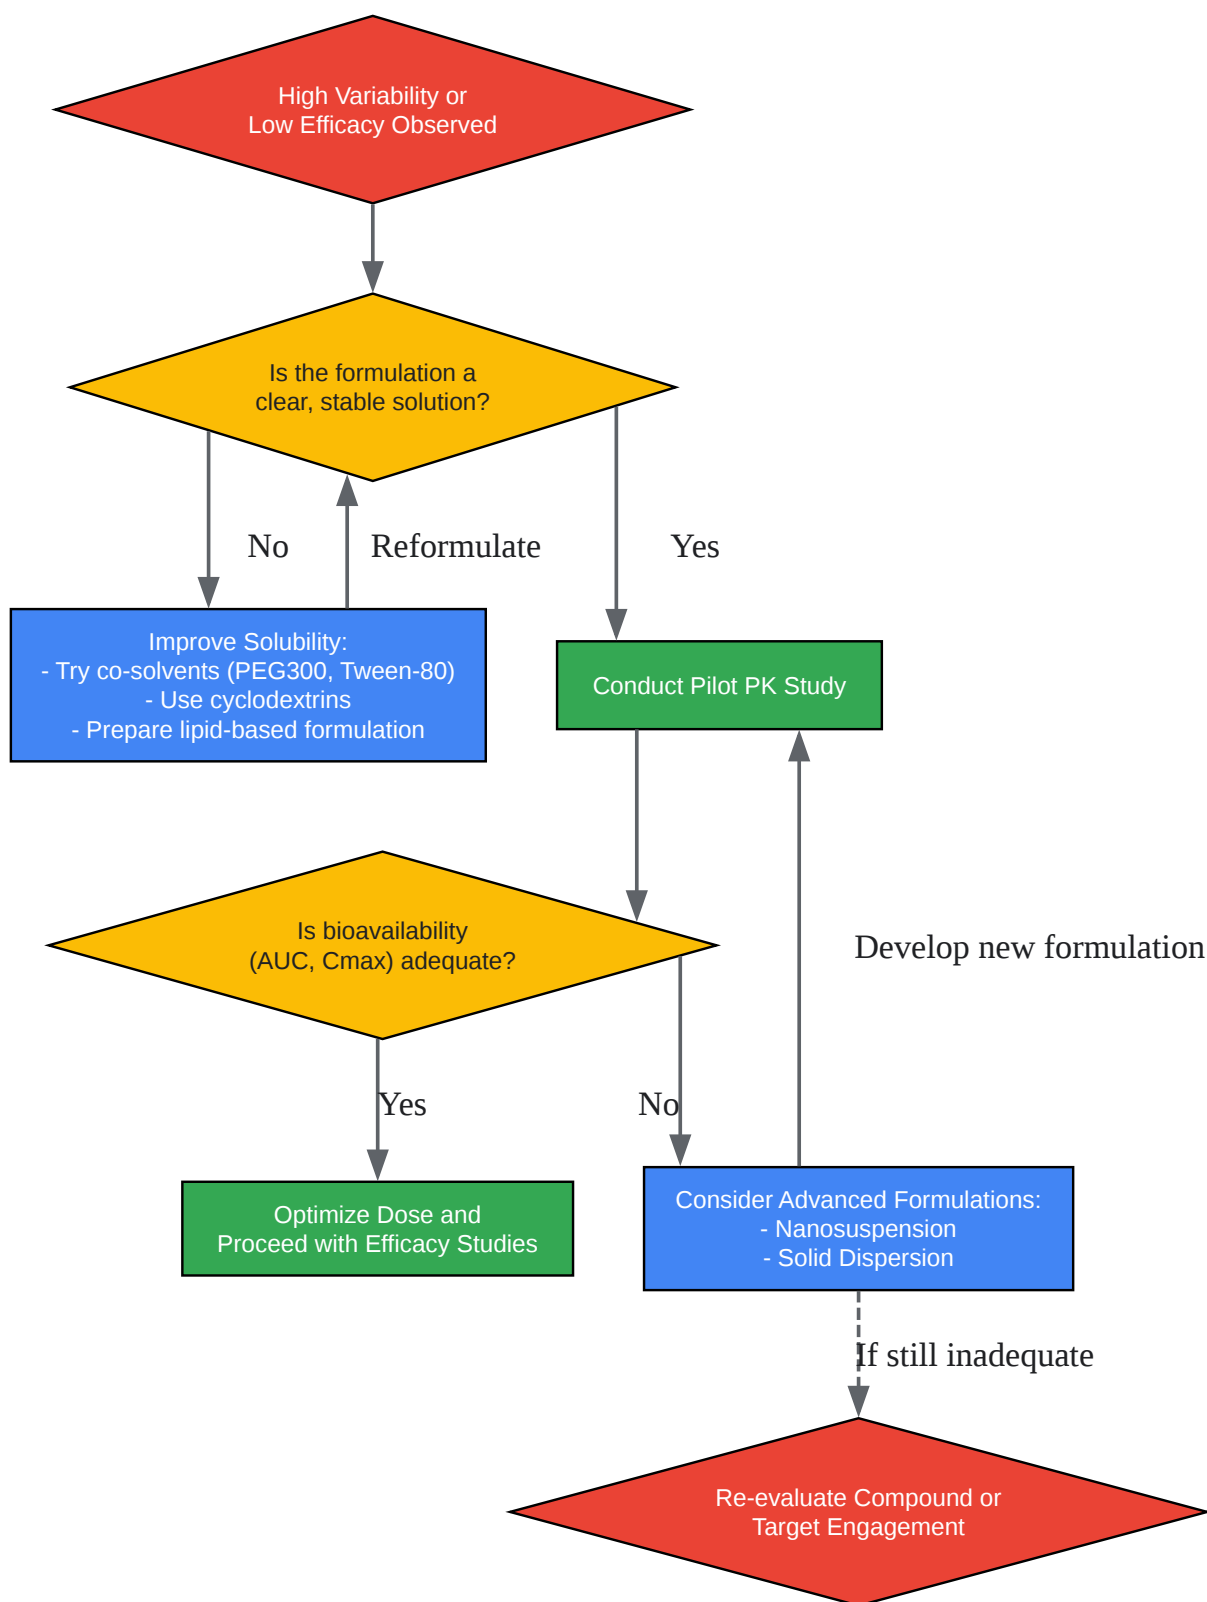 High Variability or
Low Efficacy Observed
Is the formulation a
clear, stable solution?
No
Reformulate
Yes
Improve Solubility:
- Try co-solvents (PEG300, Tween-80)
- Use cyclodextrins
- Prepare lipid-based formulation
Conduct Pilot PK Study
Is bioavailability
(AUC, Cmax) adequate?
Develop new formulation
Yes
No
Optimize Dose and
Proceed with Efficacy Studies
Consider Advanced Formulations:
- Nanosuspension
- Solid Dispersion
If still inadequate
Re-evaluate Compound or
Target Engagement